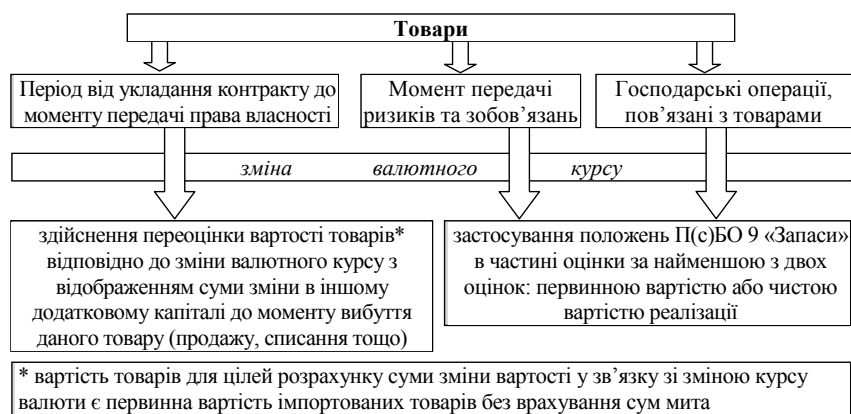 Товари
Період від укладання контракту до
моменту передачі права власності
Момент передачі
ризиків та зобов’язань
Господарські операції,
пов’язані з товарами
зміна валютного курсу
здійснення переоцінки вартості товарів*
відповідно до зміни валютного курсу з
відображенням суми зміни в іншому
додатковому капіталі до моменту вибуття
даного товару (продажу, списання тощо)
застосування положень П(с)БО 9 «Запаси»
в частині оцінки за найменшою з двох
оцінок: первинною вартістю або чистою
вартістю реалізації
* вартість товарів для цілей розрахунку суми зміни вартості у зв’язку зі зміною курсу
валюти є первинна вартість імпортованих товарів без врахування сум мита